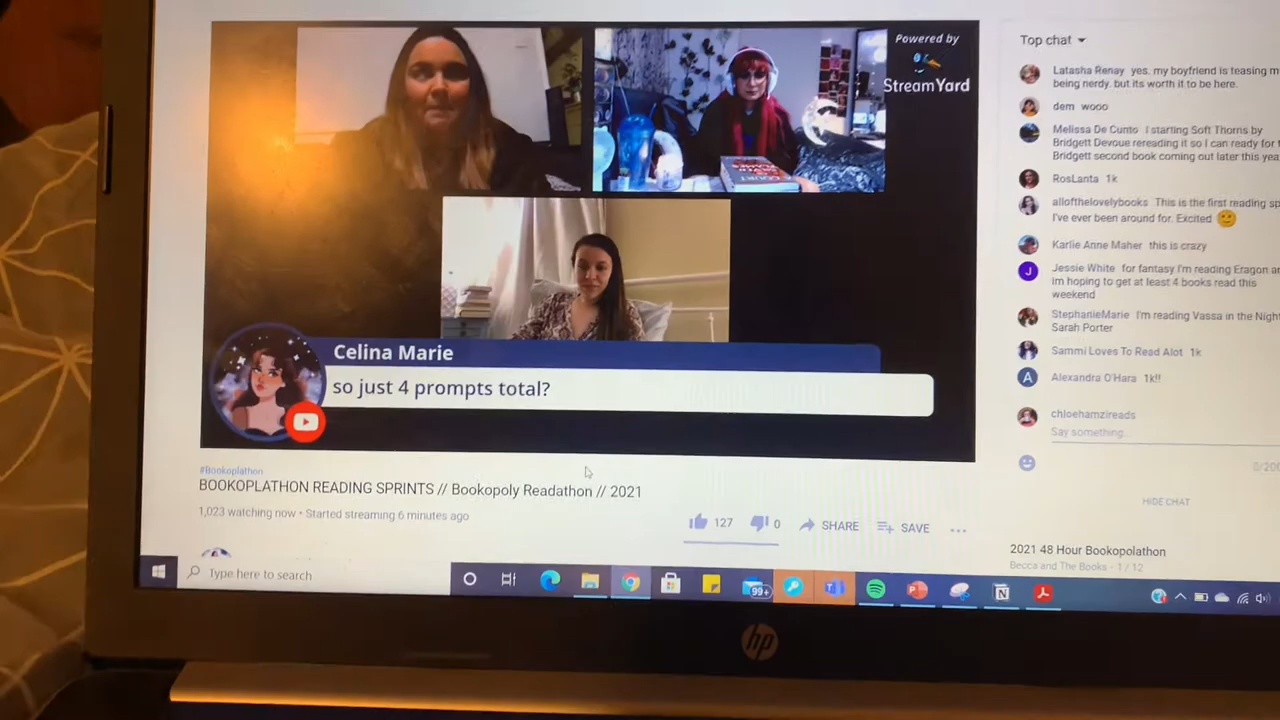 Powered by
StreamYard
Celina Marie
so just 4 prompts total?
#Bookoplathon
BOOKOPLATHON READING SPRINTS // Bookopoly Readathon // 2021
1,023 watching now • Started streaming 6 minutes ago
127
0
SHARE
SAVE
Top chat
Latasha Renay yes. my boyfriend is teasing m
being nerdy. but its worth it to be here.
dem wooo
Melissa De Cunto I starting Soft Thorns by
Bridgett Devoue rereading it so I can ready for
Bridgett second book coming out later this yea
RosLanta 1k
allofthelovelybooks This is the first reading sp
I've ever been around for. Excited
Karlie Anne Maher this is crazy
J
Jessie White for fantasy I'm reading Eragon an
im hoping to get at least 4 books read this
weekend
StephanieMarie I'm reading Vassa in the Night
Sarah Porter
Sammi Loves To Read Alot 1k
A
Alexandra O'Hara 1k!!
chloehamzireads
Say something...
0/200
HIDE CHAT
2021 48 Hour Bookopolathon
Becca and The Books - 1 / 12
Type here to search
99+
hp